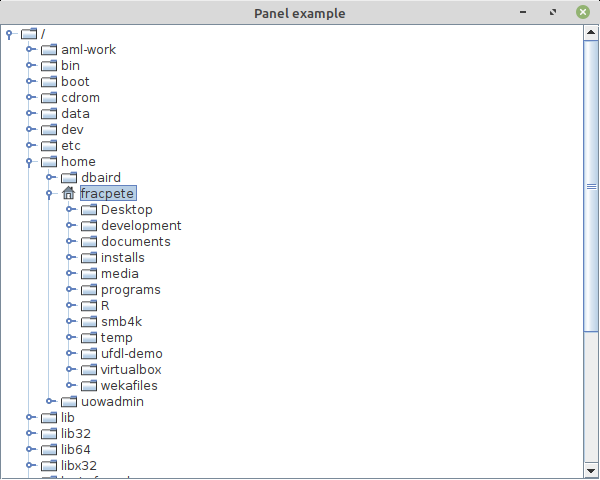 Panel example
/
aml-work
bin
boot
cdrom
data
dev
etc
home
dbaird
fracpete
Desktop
development
documents
installs
media
programs
R
smb4k
temp
ufdl-demo
virtualbox
wekafiles
uowadmin
lib
lib32
lib64
libx32